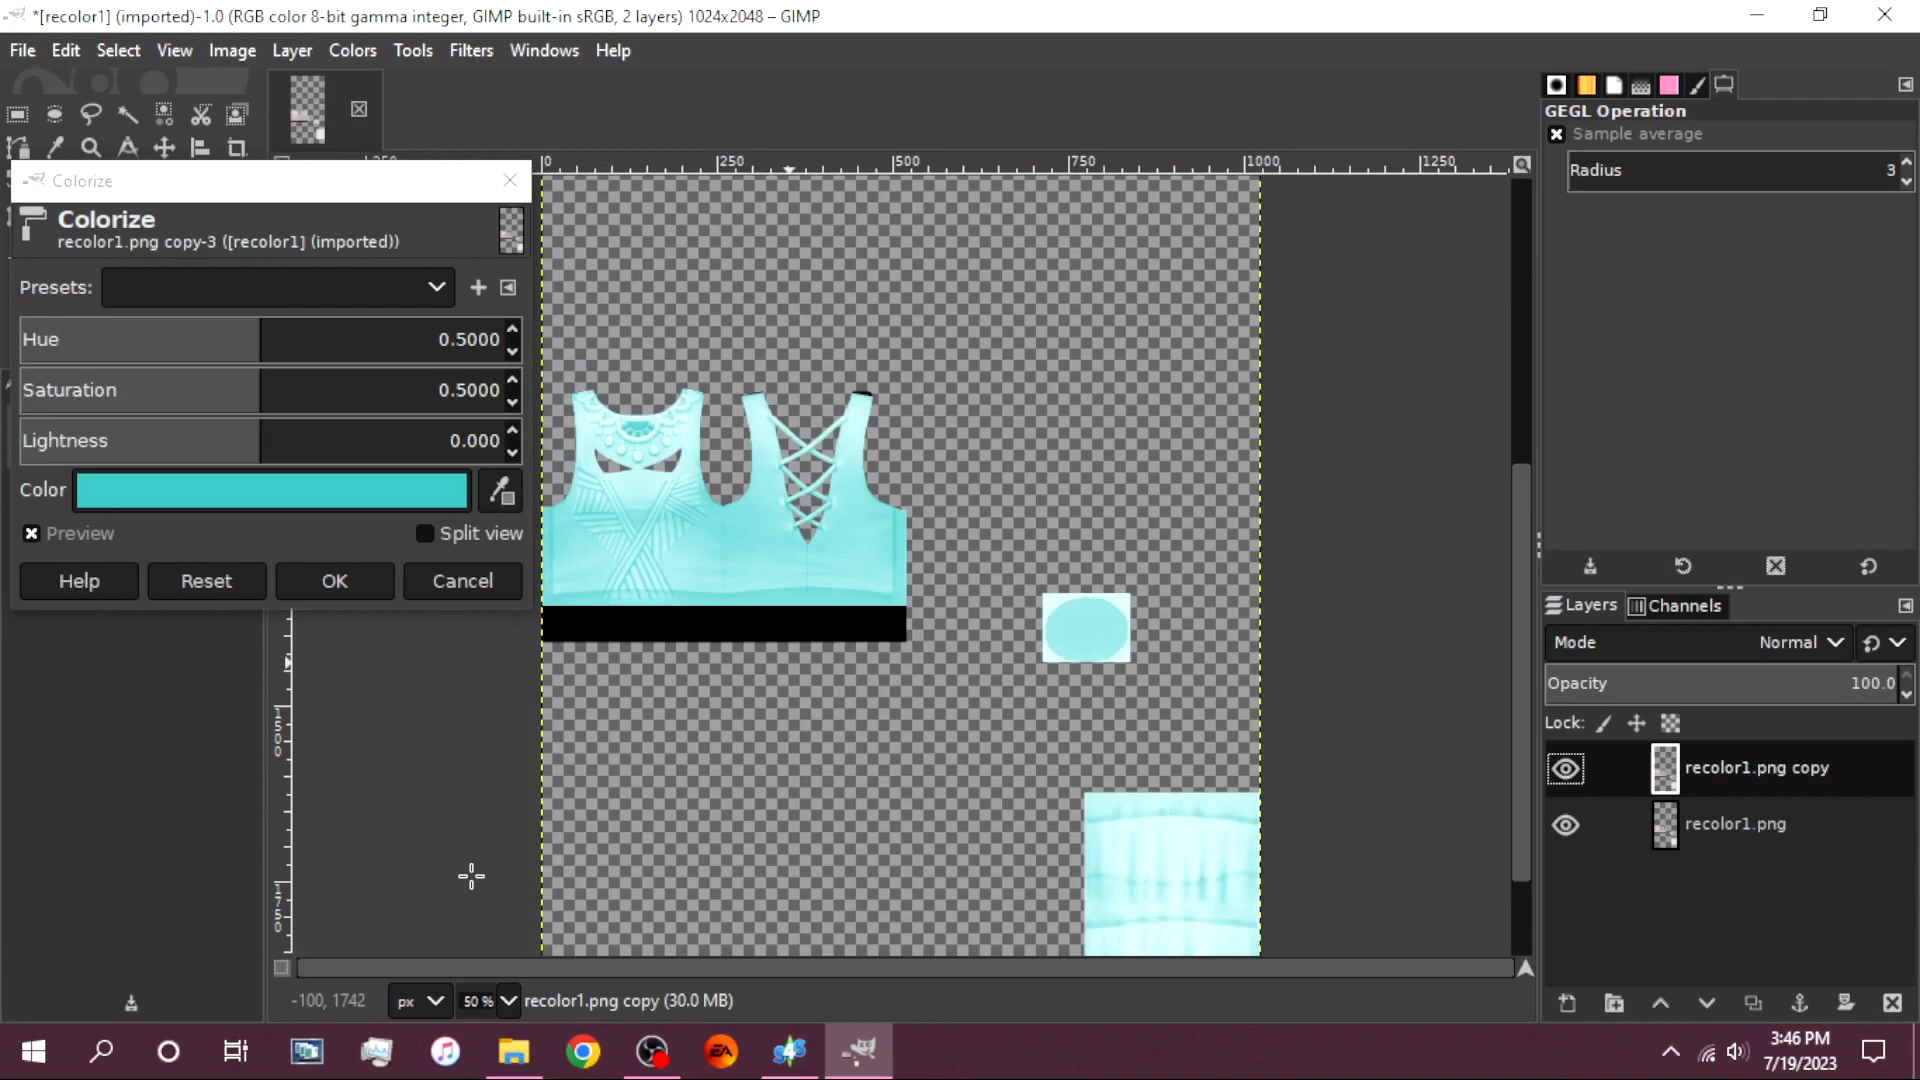 *[recolor1] (imported)-1.0 (RGB color 8-bit gamma integer, GIMP built-in sRGB, 2 layers) 1024x2048 – GIMP
File Edit Select View Image Layer Colors Tools Filters Windows Help
GEGL Operation
Sample average
Radius 3
0 250 500 750 1000 1250
Colorize
Colorize
recolor1.png copy-3 ([recolor1] (imported))
Presets:
Hue 0.5000
Saturation 0.5000
Lightness 0.000
Color
Preview Split view
Help Reset OK Cancel
1500
1750
Layers Channels
Mode Normal
Opacity 100.0
Lock:
recolor1.png copy
recolor1.png
-100, 1742 px 50 % recolor1.png copy (30.0 MB)
EA
S4S
3:46 PM
7/19/2023